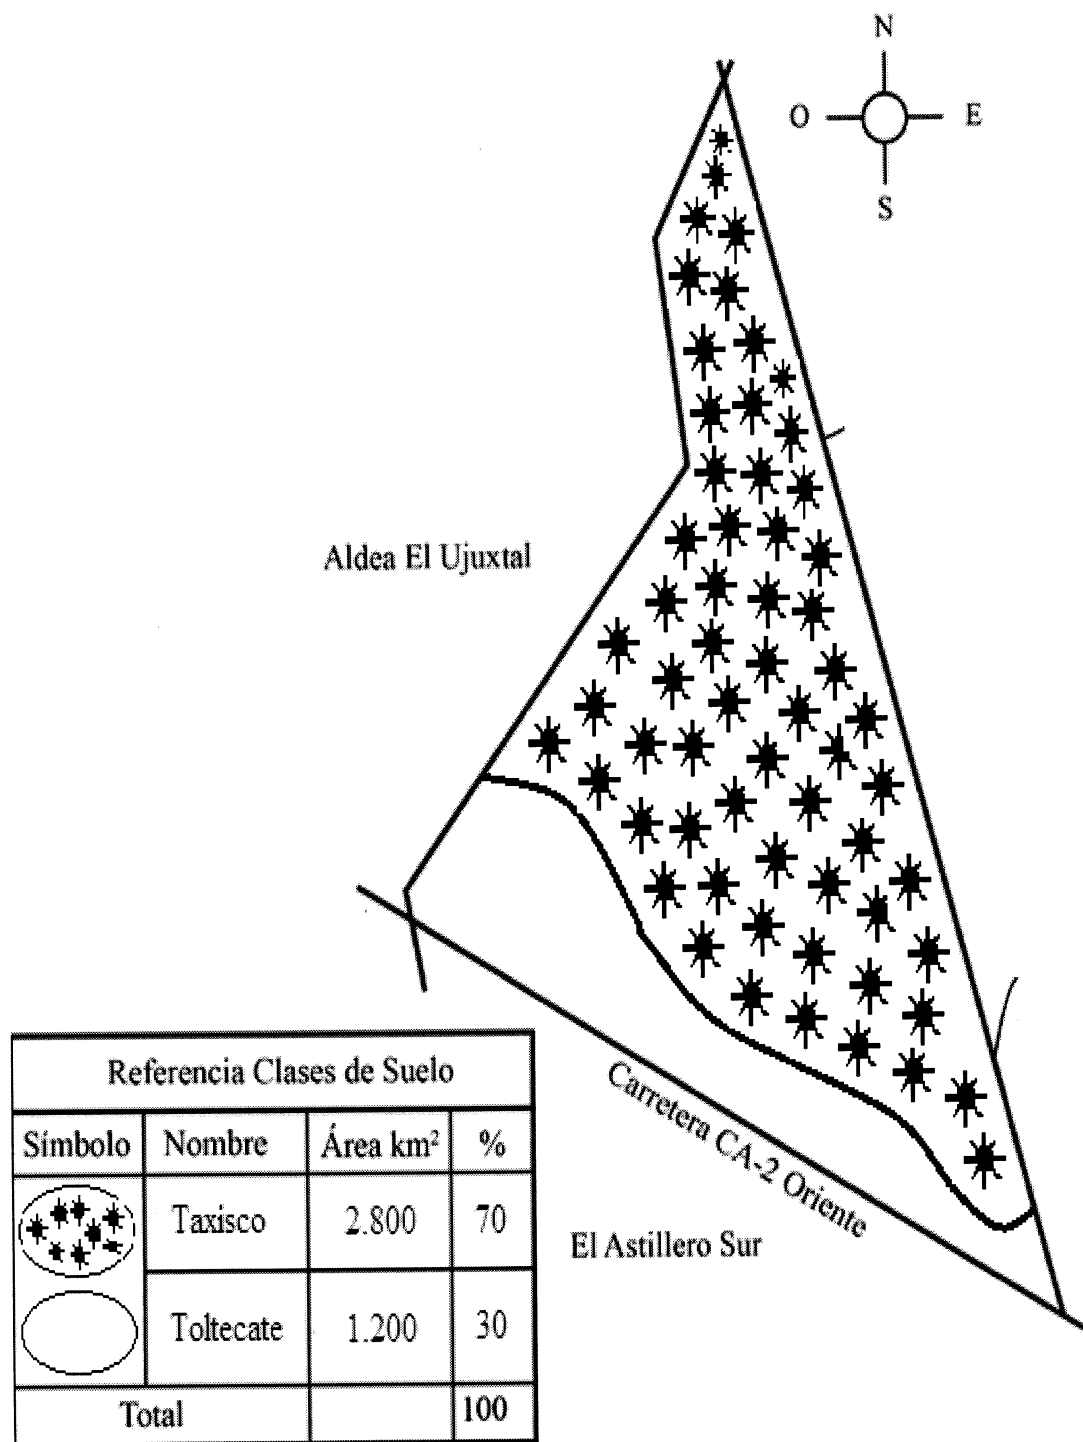 N
O
E
S
Aldea El Ujuxtal
Carretera CA-2 Oriente
El Astillero Sur
Referencia Clases de Suelo
Símbolo Nombre Área km² %
Taxisco 2.800 70
Toltecate 1.200 30
Total 100